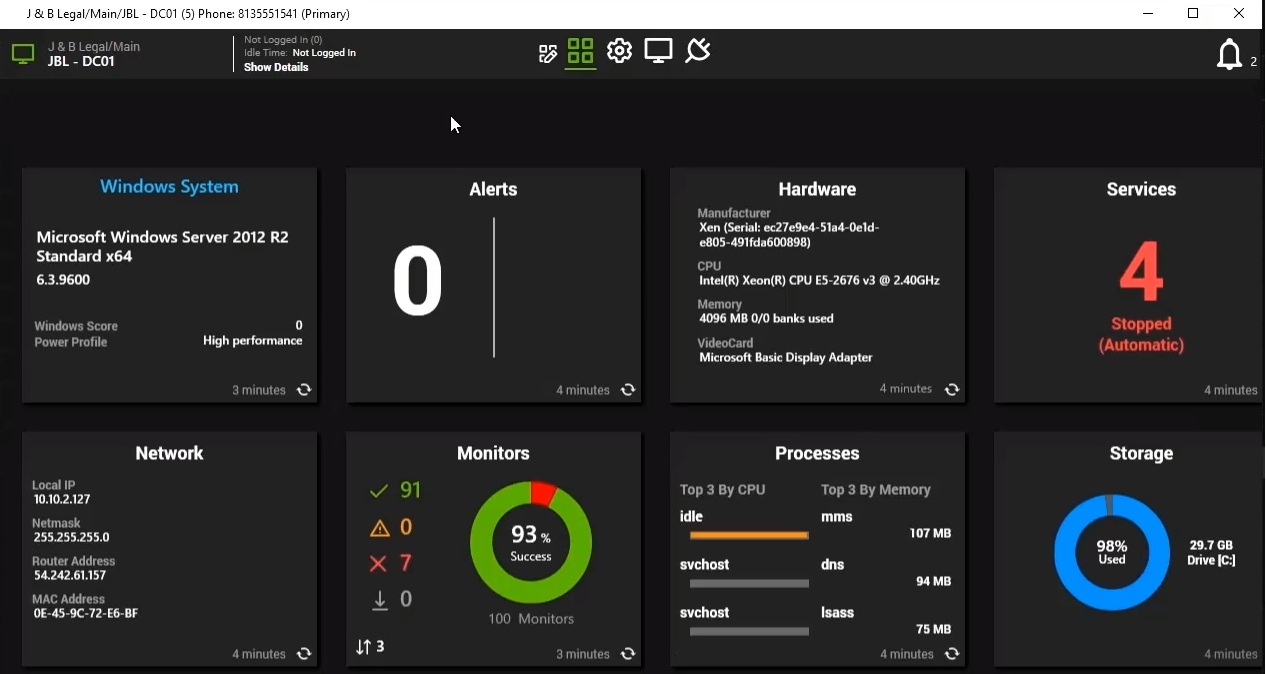 J & B Legal/Main/JBL - DC01 (5) Phone: 8135551541 (Primary)
J & B Legal/Main
JBL - DC01
Not Logged In (0)
Idle Time: Not Logged In
Show Details
2
Windows System
Microsoft Windows Server 2012 R2
Standard x64
6.3.9600
Windows Score 0
Power Profile High performance
3 minutes
Alerts
0
4 minutes
Hardware
Manufacturer
Xen (Serial: ec27e9e4-51a4-0e1d-
e805-491fda600898)
CPU
Intel(R) Xeon(R) CPU E5-2676 v3 @ 2.40GHz
Memory
4096 MB 0/0 banks used
VideoCard
Microsoft Basic Display Adapter
4 minutes
Services
4
Stopped
(Automatic)
4 minutes
Network
Local IP
10.10.2.127
Netmask
255.255.255.0
Router Address
54.242.61.157
MAC Address
0E-45-9C-72-E6-BF
4 minutes
Monitors
91
0
7
0
93 %
Success
100 Monitors
3
3 minutes
Processes
Top 3 By CPU Top 3 By Memory
idle mms
107 MB
svchost dns
94 MB
svchost lsass
75 MB
4 minutes
Storage
98%
Used
29.7 GB
Drive [C:]
4 minutes